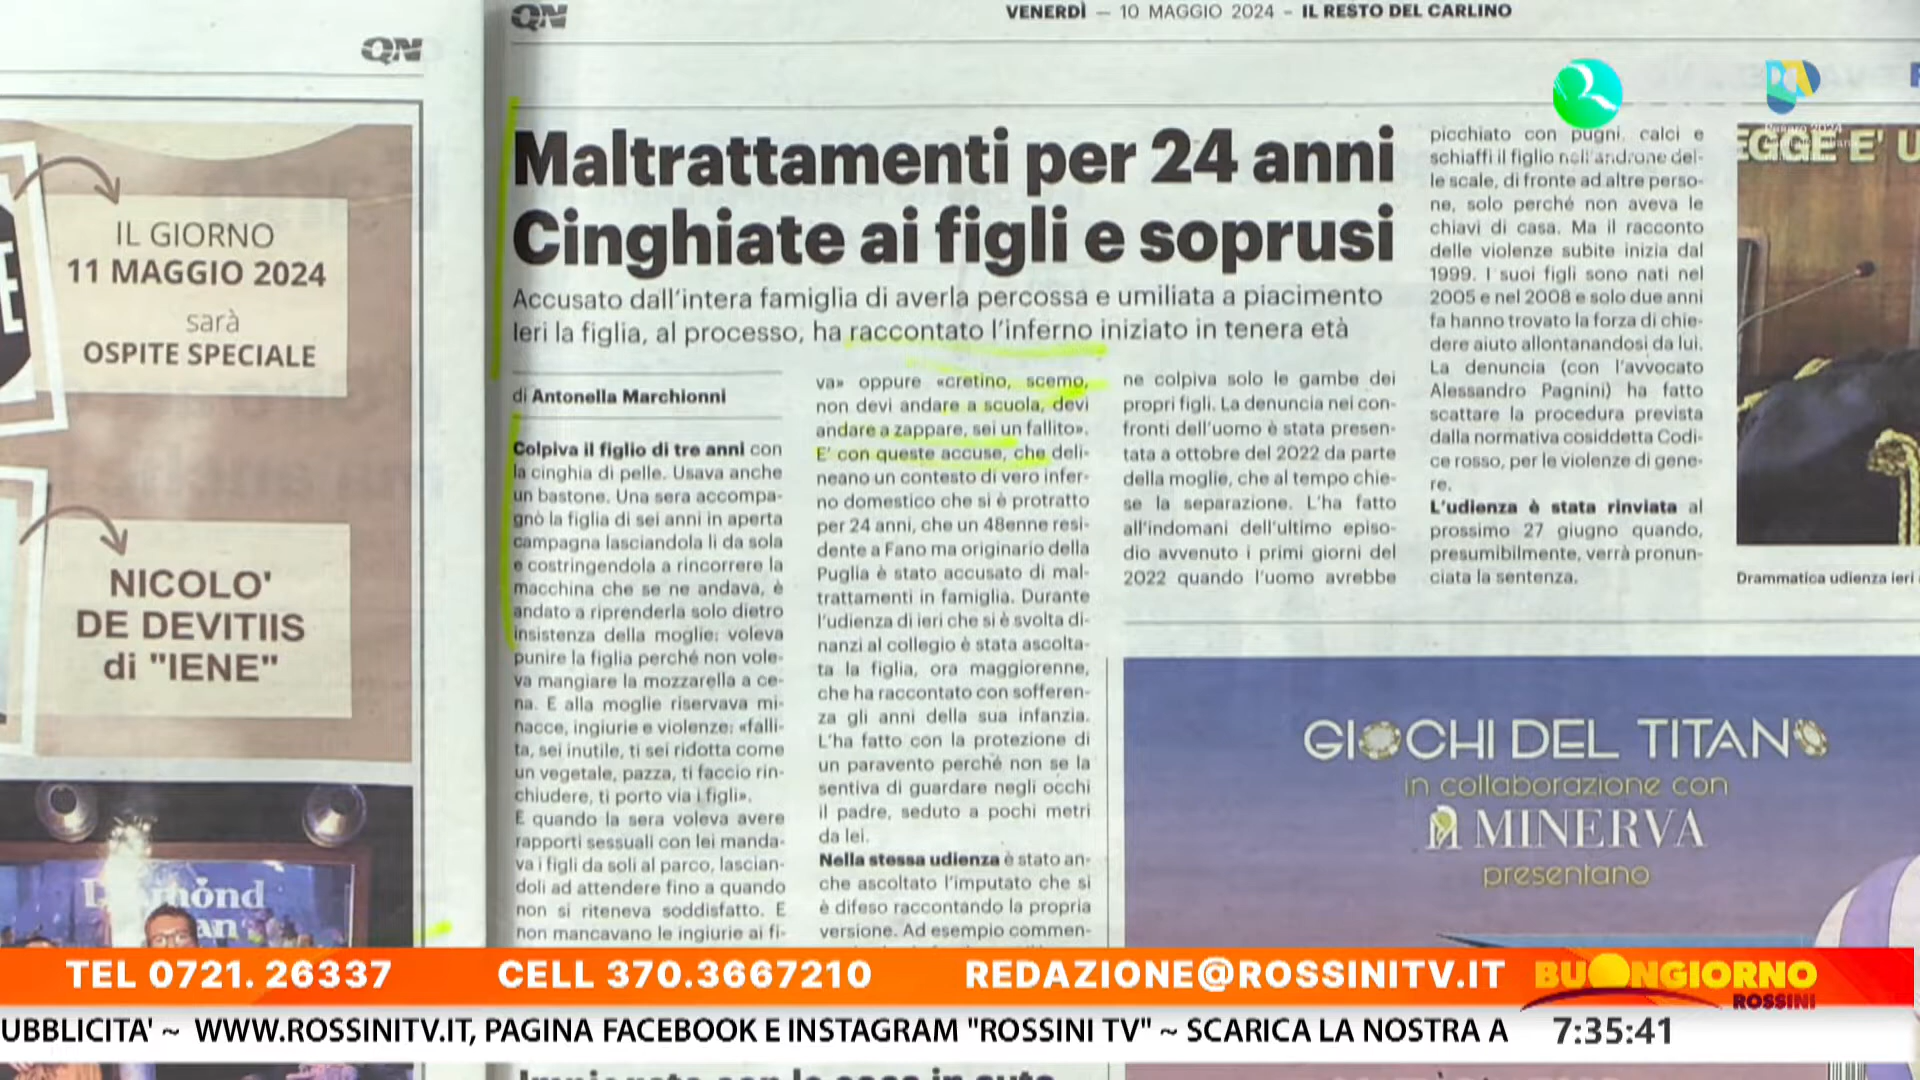 QN
IL GIORNO
11 MAGGIO 2024
sarà
OSPITE SPECIALE
NICOLO'
DE DEVITIIS
di "IENE"
QN
VENERDÌ — 10 MAGGIO 2024 – IL RESTO DEL CARLINO
Maltrattamenti per 24 anni
Cinghiate ai figli e soprusi
Accusato dall'intera famiglia di averla percossa e umiliata a piacimento
Ieri la figlia, al processo, ha raccontato l'inferno iniziato in tenera età
di Antonella Marchionni
Colpiva il figlio di tre anni con
la cinghia di pelle. Usava anche
un bastone. Una sera accompa-
gnò la figlia di sei anni in aperta
campagna lasciandola lì da sola
e costringendola a rincorrere la
macchina che se ne andava, è
andato a riprenderla solo dietro
insistenza della moglie: voleva
punire la figlia perché non vole-
va mangiare la mozzarella a ce-
na. E alla moglie riservava mi-
nacce, ingiurie e violenze: «falli-
ta, sei inutile, ti sei ridotta come
un vegetale, pazza, ti faccio rin-
chiudere, ti porto via i figli».
E quando la sera voleva avere
rapporti sessuali con lei manda-
va i figli da soli al parco, lascian-
doli ad attendere fino a quando
non si riteneva soddisfatto. E
non mancavano le ingiurie ai fi-
va» oppure «cretino, scemo,
non devi andare a scuola, devi
andare a zappare, sei un fallito».
E' con queste accuse, che deli-
neano un contesto di vero infer-
no domestico che si è protratto
per 24 anni, che un 48enne resi-
dente a Fano ma originario della
Puglia è stato accusato di mal-
trattamenti in famiglia. Durante
l'udienza di ieri che si è svolta di-
nanzi al collegio è stata ascolta-
ta la figlia, ora maggiorenne,
che ha raccontato con sofferen-
za gli anni della sua infanzia.
L'ha fatto con la protezione di
un paravento perché non se la
sentiva di guardare negli occhi
il padre, seduto a pochi metri
da lei.
Nella stessa udienza è stato an-
che ascoltato l'imputato che si
è difeso raccontando la propria
versione. Ad esempio commen-
ne colpiva solo le gambe dei
propri figli. La denuncia nei con-
fronti dell'uomo è stata presen-
tata a ottobre del 2022 da parte
della moglie, che al tempo chie-
se la separazione. L'ha fatto
all'indomani dell'ultimo episo-
dio avvenuto i primi giorni del
2022 quando l'uomo avrebbe
picchiato con pugni, calci e
schiaffi il figlio nell'androne del-
le scale, di fronte ad altre perso-
ne, solo perché non aveva le
chiavi di casa. Ma il racconto
delle violenze subite inizia dal
1999. I suoi figli sono nati nel
2005 e nel 2008 e solo due anni
fa hanno trovato la forza di chie-
dere aiuto allontanandosi da lui.
La denuncia (con l'avvocato
Alessandro Pagnini) ha fatto
scattare la procedura prevista
dalla normativa cosiddetta Codi-
ce rosso, per le violenze di gene-
re.
L'udienza è stata rinviata al
prossimo 27 giugno quando,
presumibilmente, verrà pronun-
ciata la sentenza.
EGGE E' U
Drammatica udienza ieri
GIOCHI DEL TITANO
in collaborazione con
MINERVA
presentano
TEL 0721.26337 CELL 370.3667210 REDAZIONE@ROSSINITV.IT BUONGIORNO
ROSSINI
UBBLICITA' ~ WWW.ROSSINITV.IT, PAGINA FACEBOOK E INSTAGRAM "ROSSINI TV" ~ SCARICA LA NOSTRA A 7:35:41